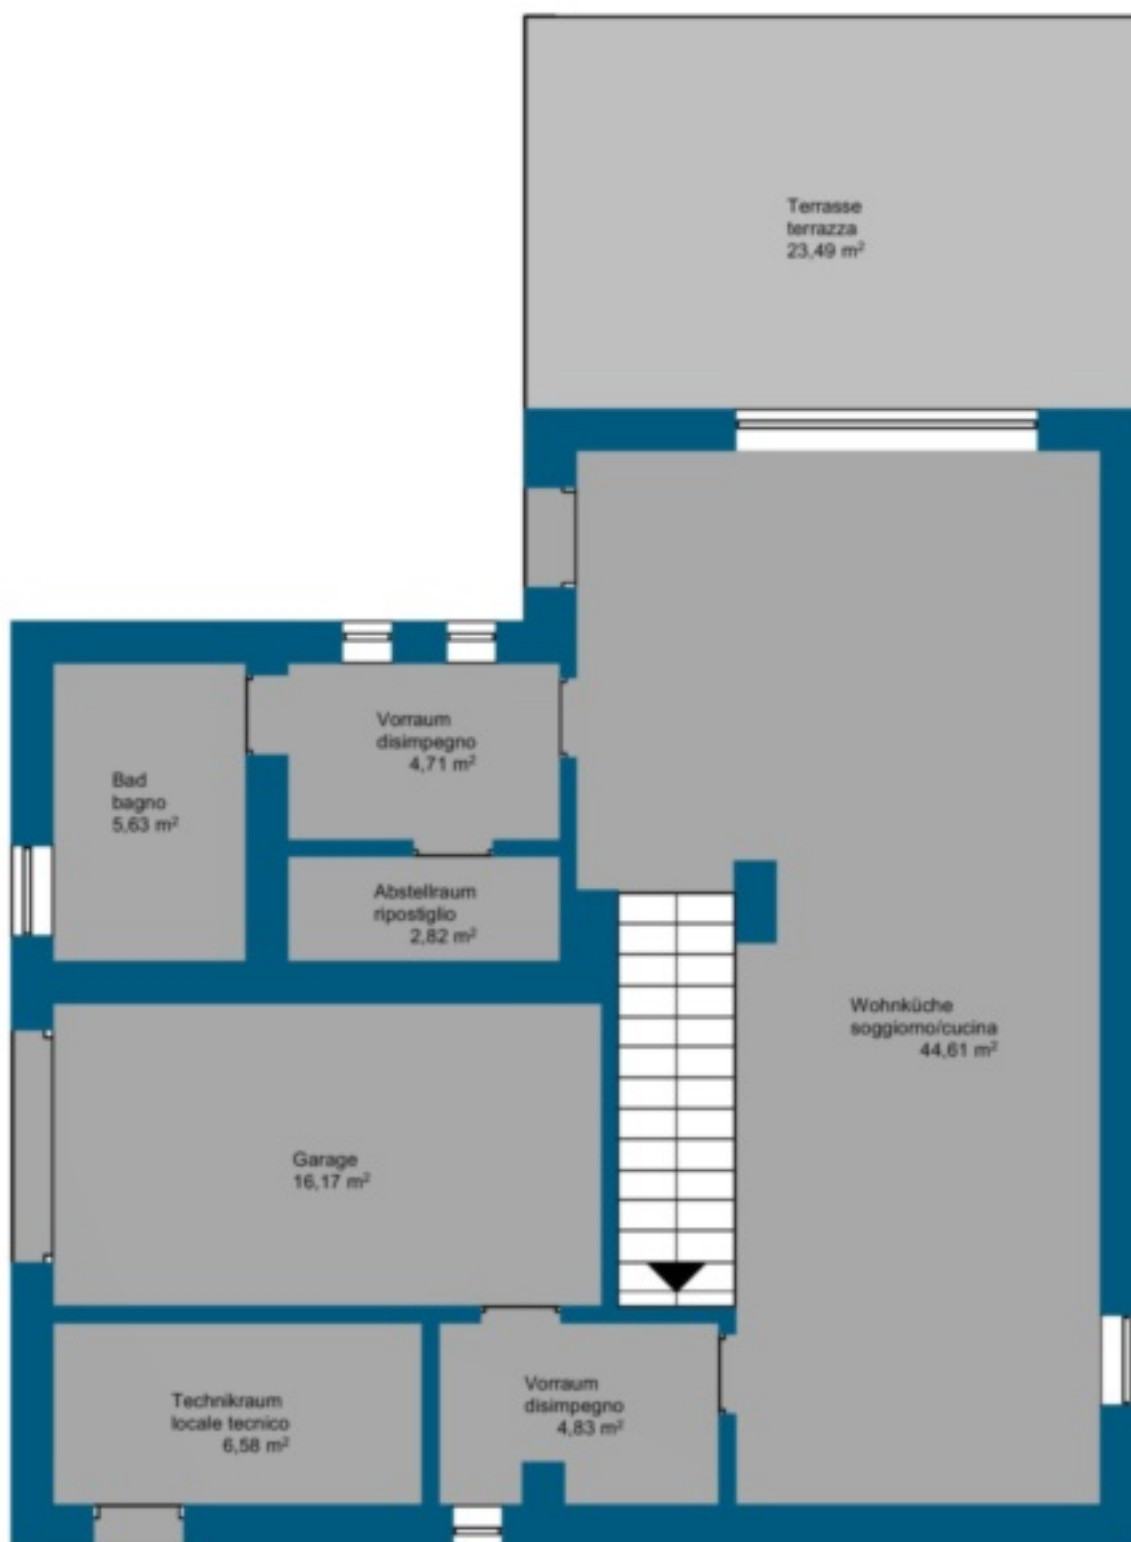 Terrasse
terrazza
23,49 m²
Vorraum
disimpegno
4,71 m²
Bad
bagno
5,63 m²
Abstellraum
ripostiglio
2,82 m²
Wohnküche
soggiorno/cucina
44,61 m²
Garage
16,17 m²
Technikraum
locale tecnico
6,58 m²
Vorraum
disimpegno
4,83 m²